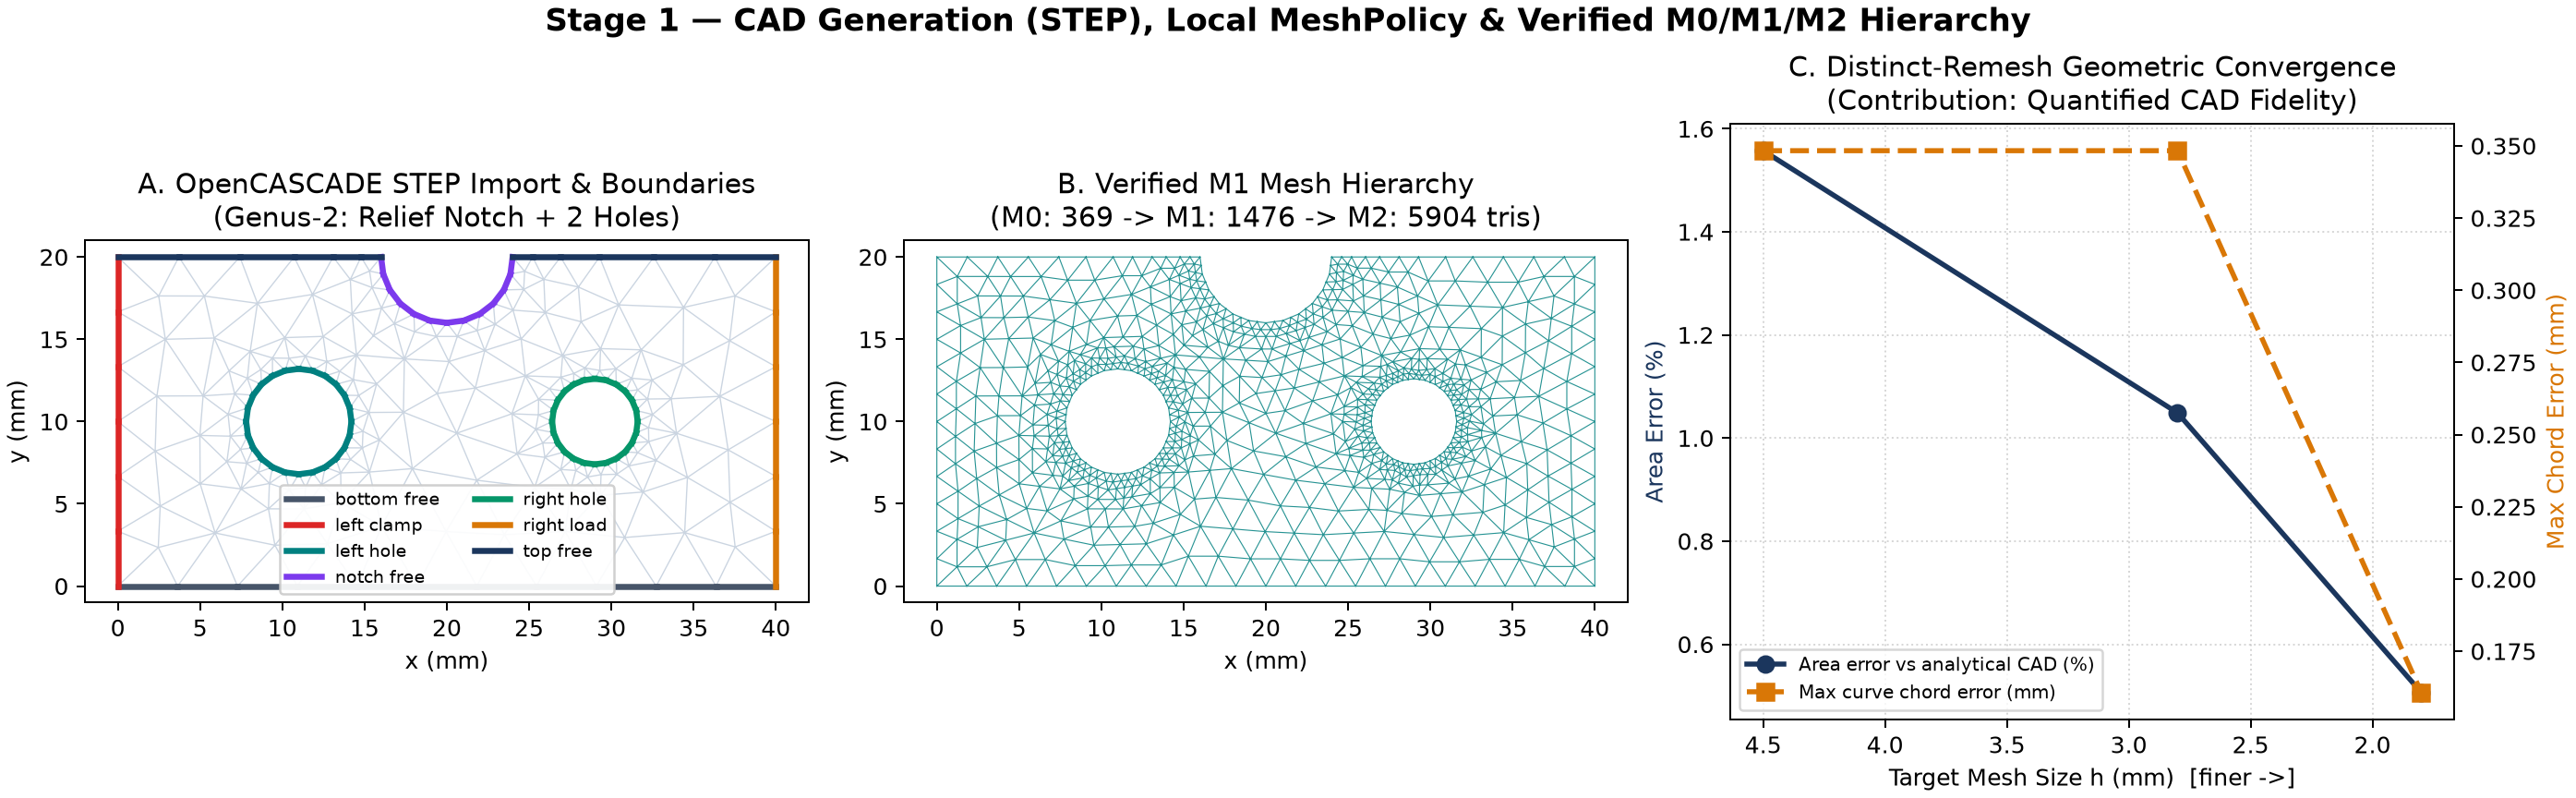 Stage 1 — CAD Generation (STEP), Local MeshPolicy & Verified M0/M1/M2 Hierarchy
A. OpenCASCADE STEP Import & Boundaries
(Genus-2: Relief Notch + 2 Holes)
20
15
10
5
0
y (mm)
bottom free
left clamp
left hole
notch free
right hole
right load
top free
0 5 10 15 20 25 30 35 40
x (mm)
B. Verified M1 Mesh Hierarchy
(M0: 369 -> M1: 1476 -> M2: 5904 tris)
20
15
10
5
0
y (mm)
0 5 10 15 20 25 30 35 40
x (mm)
C. Distinct-Remesh Geometric Convergence
(Contribution: Quantified CAD Fidelity)
1.6
1.4
1.2
1.0
0.8
0.6
Area Error (%)
0.350
0.325
0.300
0.275
0.250
0.225
0.200
0.175
Max Chord Error (mm)
Area error vs analytical CAD (%)
Max curve chord error (mm)
4.5 4.0 3.5 3.0 2.5 2.0
Target Mesh Size h (mm) [finer ->]